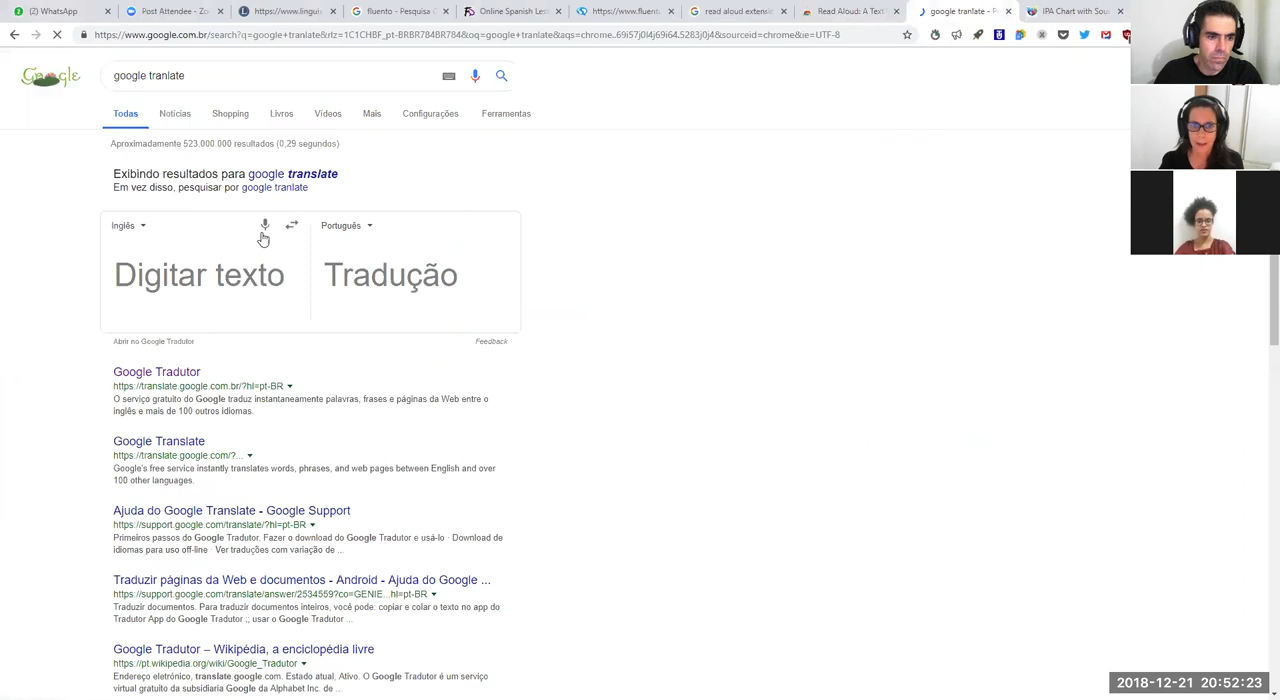 (2) WhatsApp
Post Attendee - Zo
https://www.lingui
fluento - Pesquisa G
Online Spanish Les
https://www.fluent
read aloud extensi
Read Aloud: A Text
google tranlate - P
IPA Chart with Sou
https://www.google.com.br/search?q=google+tranlate&rlz=1C1CHBF_pt-BRBR784BR784&oq=google+tranlate&aqs=chrome..69i57j0l4j69i64.5283j0j4&sourceid=chrome&ie=UTF-8
Google
google tranlate
Todas
Notícias
Shopping
Livros
Vídeos
Mais
Configurações
Ferramentas
Aproximadamente 523.000.000 resultados (0,29 segundos)
Exibindo resultados para google translate
Em vez disso, pesquisar por google tranlate
Inglês
Português
Digitar texto
Tradução
Abrir no Google Tradutor
Feedback
Google Tradutor
https://translate.google.com.br/?hl=pt-BR
O serviço gratuito do Google traduz instantaneamente palavras, frases e páginas da Web entre o
inglês e mais de 100 outros idiomas.
Google Translate
https://translate.google.com/?...
Google's free service instantly translates words, phrases, and web pages between English and over
100 other languages.
Ajuda do Google Translate - Google Support
https://support.google.com/translate/?hl=pt-BR
Primeiros passos do Google Tradutor. Fazer o download do Google Tradutor e usá-lo · Download de
idiomas para uso off-line · Ver traduções com variação de ...
Traduzir páginas da Web e documentos - Android - Ajuda do Google ...
https://support.google.com/translate/answer/2534559?co=GENIE...hl=pt-BR
Traduzir documentos. Para traduzir documentos inteiros, você pode: copiar e colar o texto no app do
Tradutor App do Google Tradutor ;; usar o Google Tradutor ...
Google Tradutor – Wikipédia, a enciclopédia livre
https://pt.wikipedia.org/wiki/Google_Tradutor
Endereço eletrónico, translate.google.com. Estado atual, Ativo. O Google Tradutor é um serviço
virtual gratuito da subsidiaria Google da Alphabet Inc. de ...
2018-12-21 20:52:23